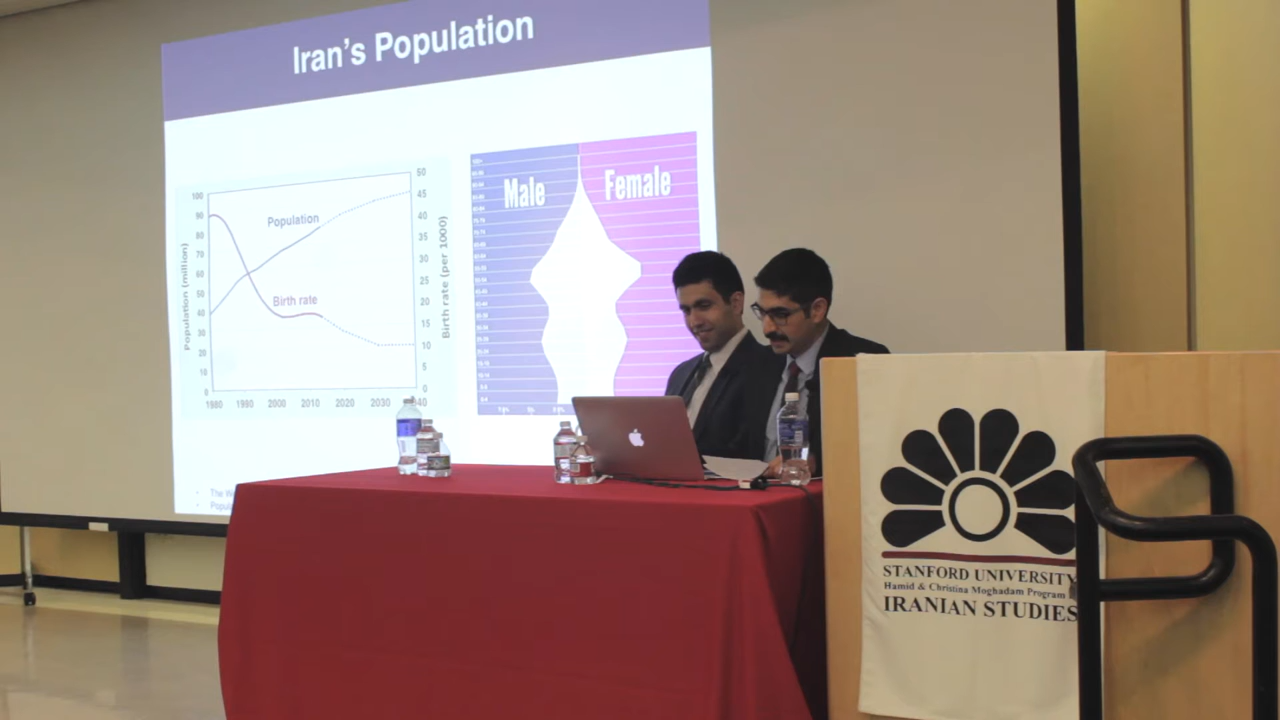 Iran's Population
100
90
80
70
60
50
40
30
20
10
0
Population (million)
1980 1990 2000 2010 2020 2030
50
45
40
35
30
25
20
15
10
5
0
Birth rate (per 1000)
Population
Birth rate
Male
Female
100+
The
STANFORD UNIVERSITY
Hamid & Christina Moghadam Program
IRANIAN STUDIES